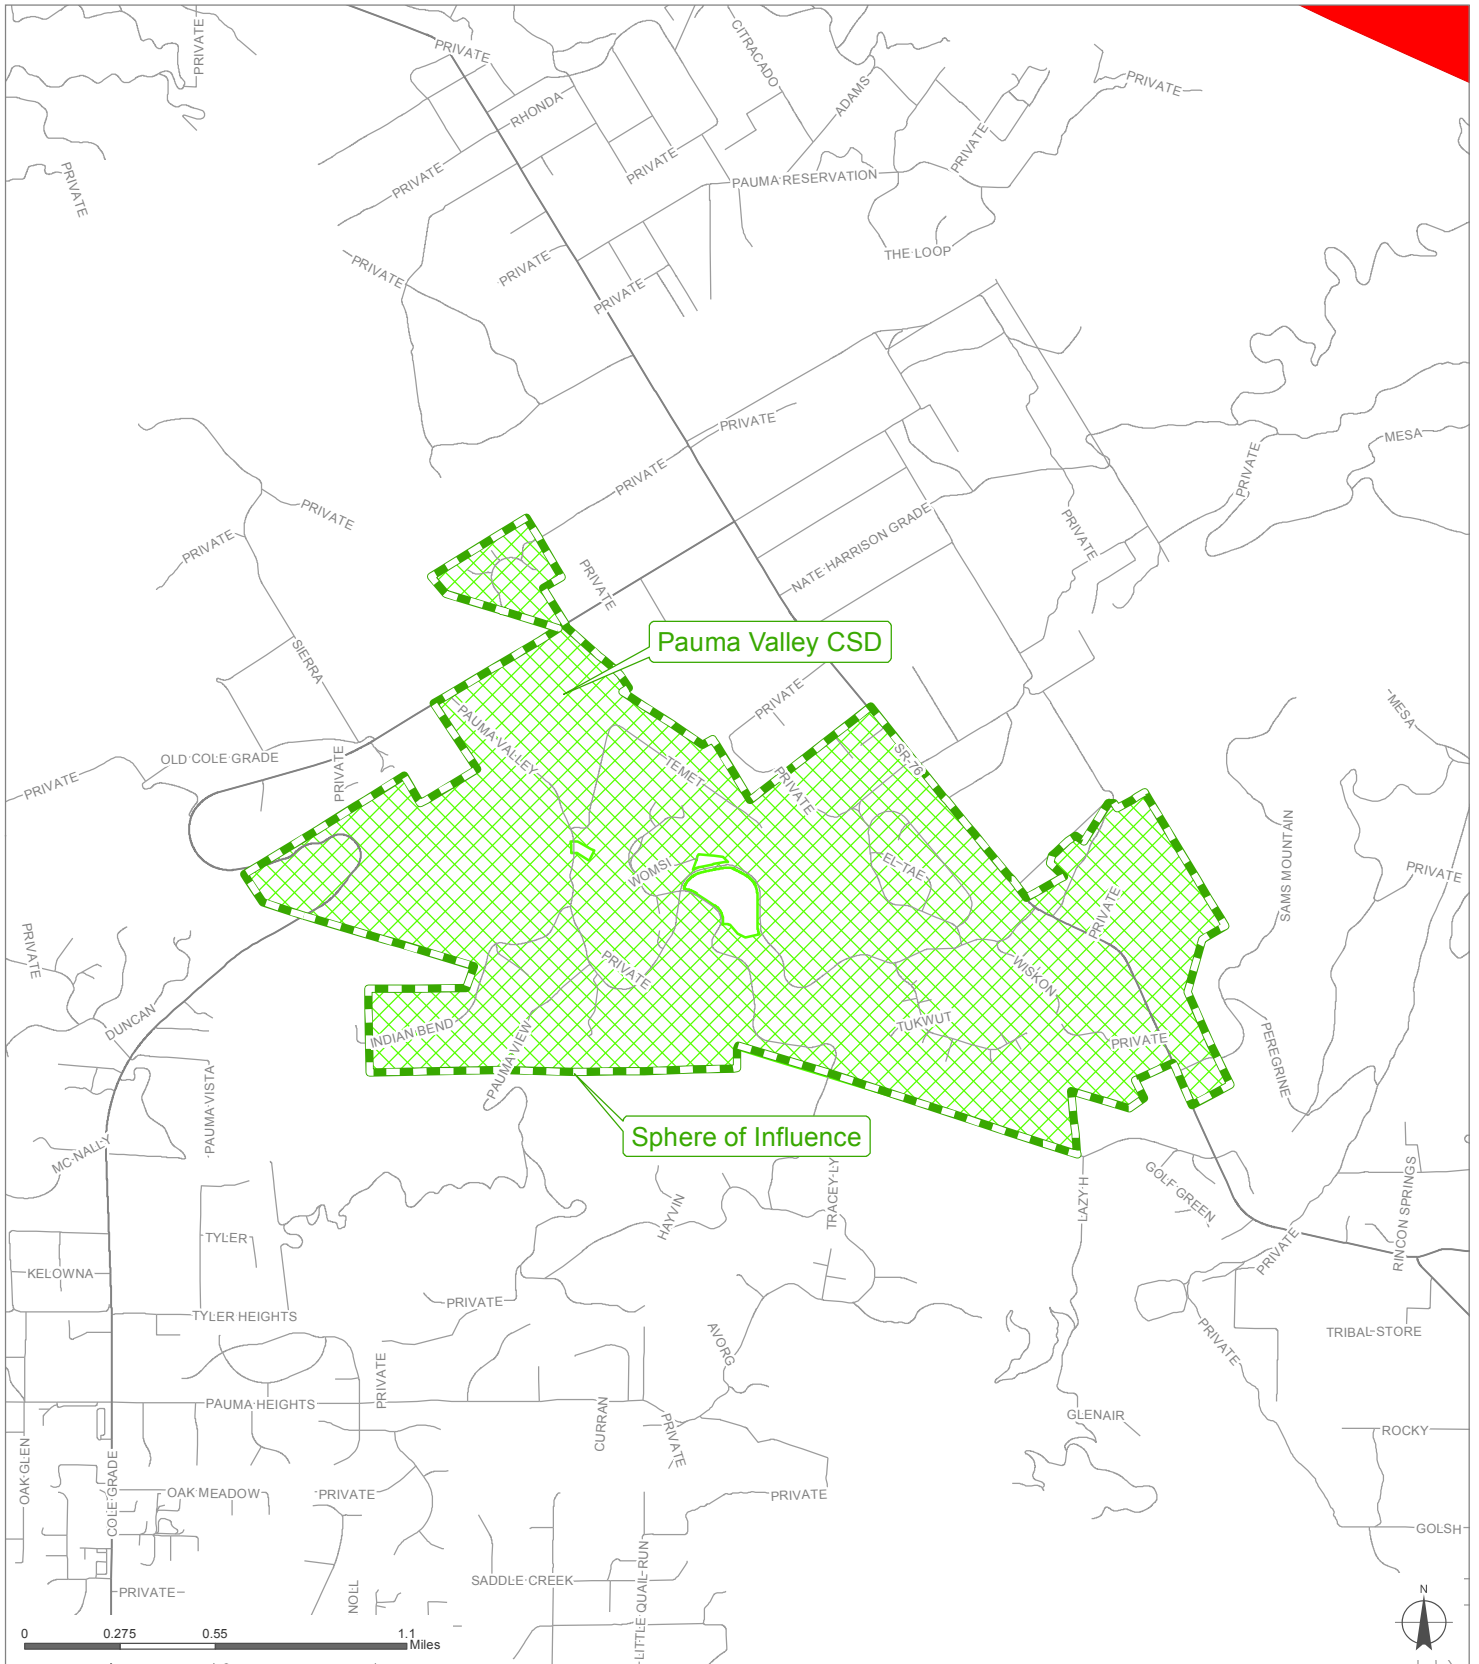 PRIVATE
PRIVATE
CITRACADO
ADAMS
PRIVATE
RHONDA
PRIVATE
PRIVATE
PRIVATE
PRIVATE
PAUMA RESERVATION
THE LOOP
PRIVATE
PRIVATE
PRIVATE
PRIVATE
MESA
PRIVATE
PRIVATE
PRIVATE
PRIVATE
PRIVATE
NATE HARRISON GRADE
PRIVATE
SIERRA
Pauma Valley CSD
PRIVATE
MESA
PAUMA VALLEY
OLD COLE GRADE
PRIVATE
PRIVATE
TEMET
PRIVATE
SR-76
WOMSI
EL TAE
SAMS MOUNTAIN
PRIVATE
PRIVATE
PRIVATE
PRIVATE
WISKON
DUNCAN
INDIAN BEND
PAUMA VIEW
TUKWUT
PRIVATE
PEREGRINE
PAUMA VISTA
MC NALLY
Sphere of Influence
GOLF GREEN
LAZY H
TRACEY LY
HAYVIN
RINCON SPRINGS
TYLER
KELOWNA
PRIVATE
PRIVATE
TYLER HEIGHTS
AVORG
PRIVATE
TRIBAL STORE
PRIVATE
PAUMA HEIGHTS
CURRAN
PRIVATE
GLENAIR
ROCKY
OAK GLEN
COLE GRADE
OAK MEADOW
PRIVATE
PRIVATE
GOLSH
SADDLE CREEK
LITTLE QUAIL RUN
PRIVATE
NOLL
N
0 0.275 0.55 1.1
Miles